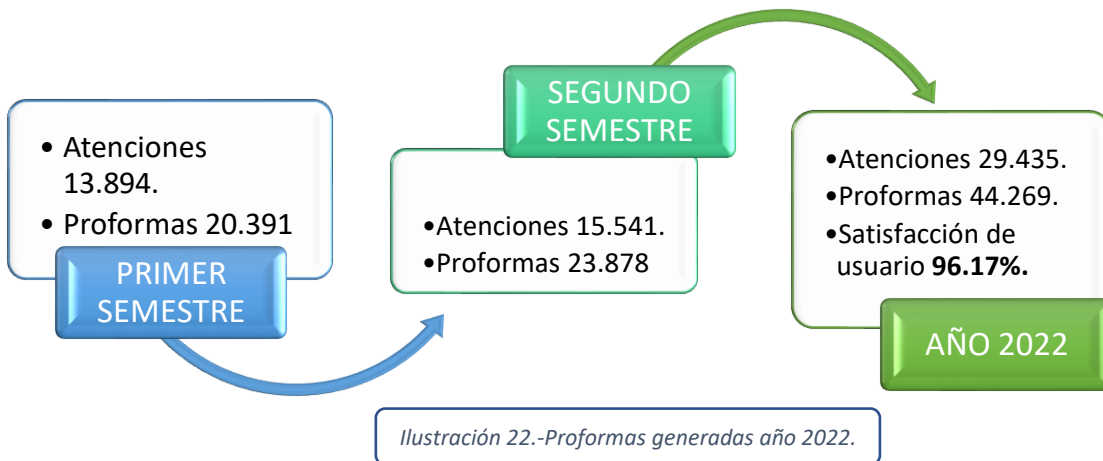 • Atenciones
13.894.
• Proformas 20.391
PRIMER
SEMESTRE
SEGUNDO
SEMESTRE
•Atenciones 15.541.
•Proformas 23.878
•Atenciones 29.435.
•Proformas 44.269.
•Satisfacción de
usuario 96.17%.
AÑO 2022
Ilustración 22.-Proformas generadas año 2022.